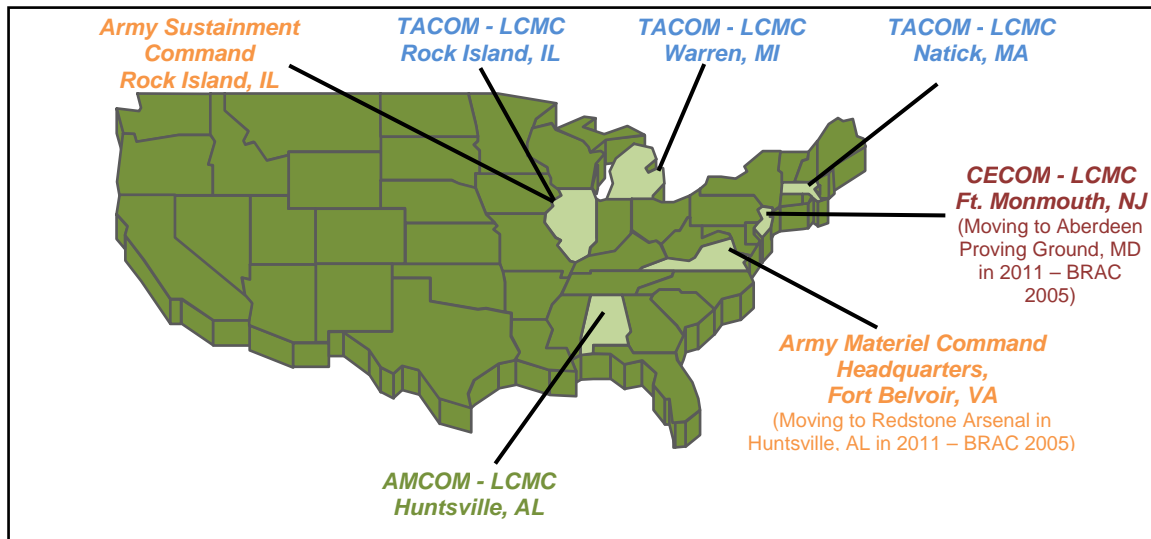 Army Sustainment
Command
Rock Island, IL
TACOM - LCMC
Rock Island, IL
TACOM - LCMC
Warren, MI
TACOM - LCMC
Natick, MA
CECOM - LCMC
Ft. Monmouth, NJ
(Moving to Aberdeen
Proving Ground, MD
in 2011 – BRAC
2005)
Army Materiel Command
Headquarters,
Fort Belvoir, VA
(Moving to Redstone Arsenal in
Huntsville, AL in 2011 – BRAC 2005)
AMCOM - LCMC
Huntsville, AL